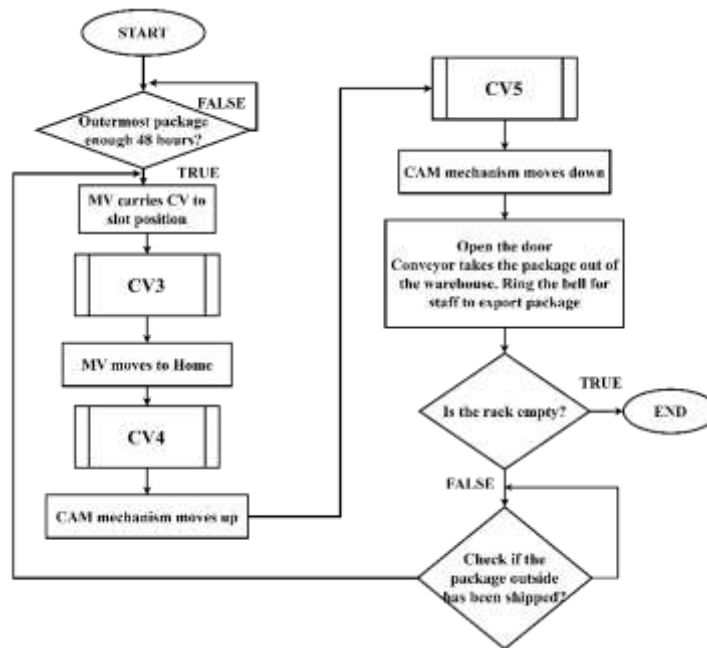 START
FALSE
Outermost package
enough 48 hours?
TRUE
MV carries CV to
slot position
CV3
MV moves to Home
CV4
CAM mechanism moves up
CV5
CAM mechanism moves down
Open the door
Conveyor takes the package out of
the warehouse. Ring the bell for
staff to export package
TRUE
Is the rack empty?
END
FALSE
Check if the
package outside
has been shipped?